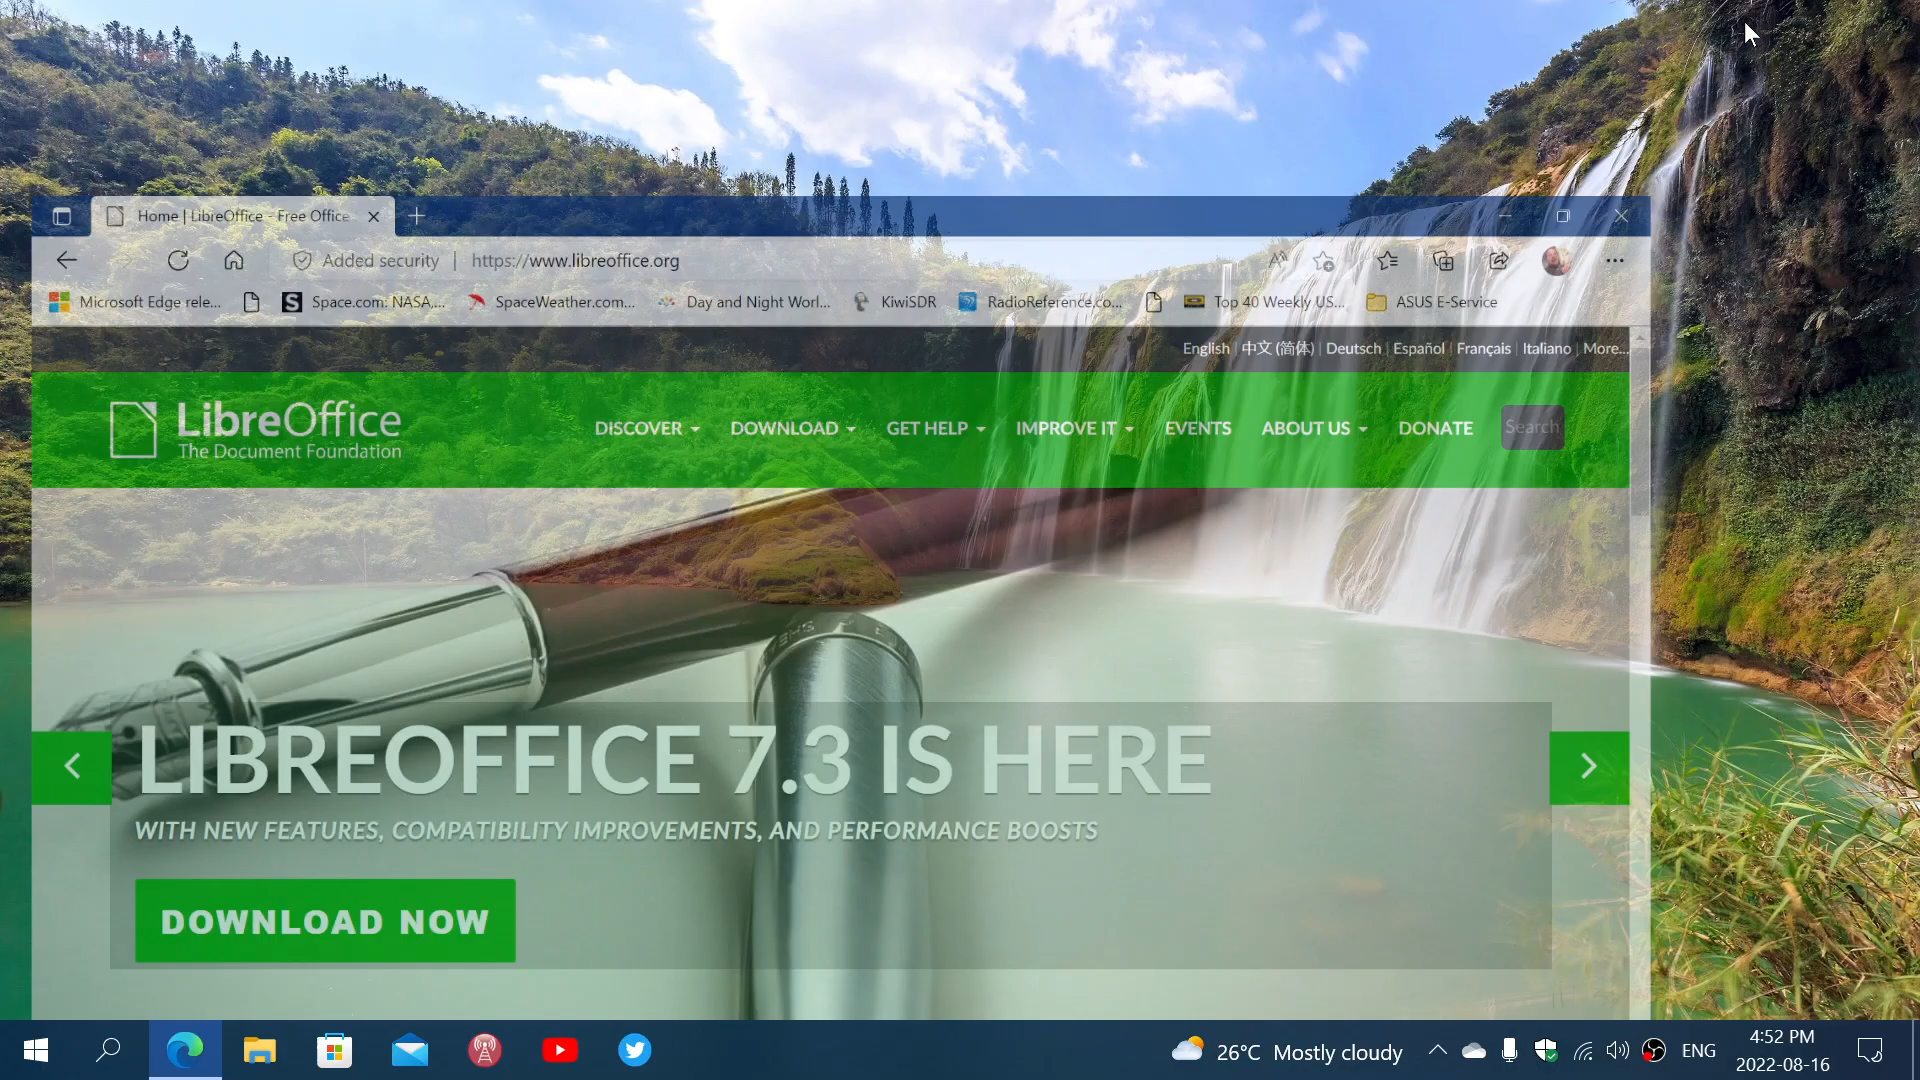 Home | LibreOffice - Free Office
Added security | https://www.libreoffice.org
Microsoft Edge rele... Space.com: NASA,... SpaceWeather.com... Day and Night Worl... KiwiSDR RadioReference.co... Top 40 Weekly US... ASUS E-Service
English | 中文 (简体) | Deutsch | Español | Français | Italiano | More...
LibreOffice
The Document Foundation
DISCOVER DOWNLOAD GET HELP IMPROVE IT EVENTS ABOUT US DONATE Search
LIBREOFFICE 7.3 IS HERE
WITH NEW FEATURES, COMPATIBILITY IMPROVEMENTS, AND PERFORMANCE BOOSTS
DOWNLOAD NOW
26°C Mostly cloudy
ENG
4:52 PM
2022-08-16